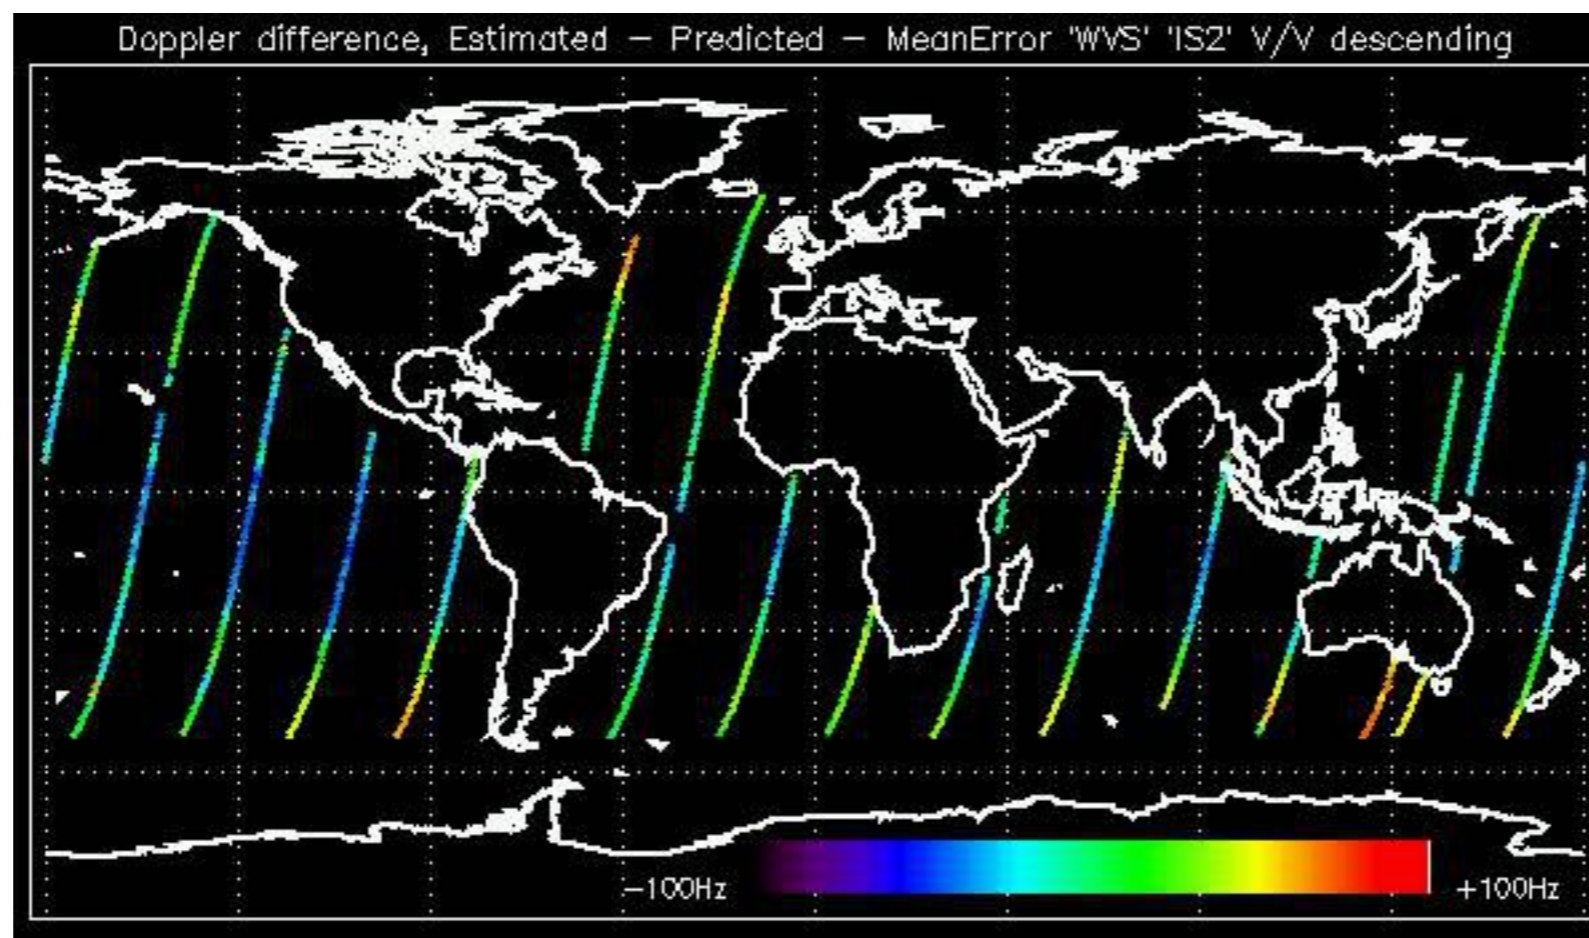 Doppler difference, Estimated – Predicted – MeanError 'WVS' 'IS2' V/V descending
−100Hz +100Hz